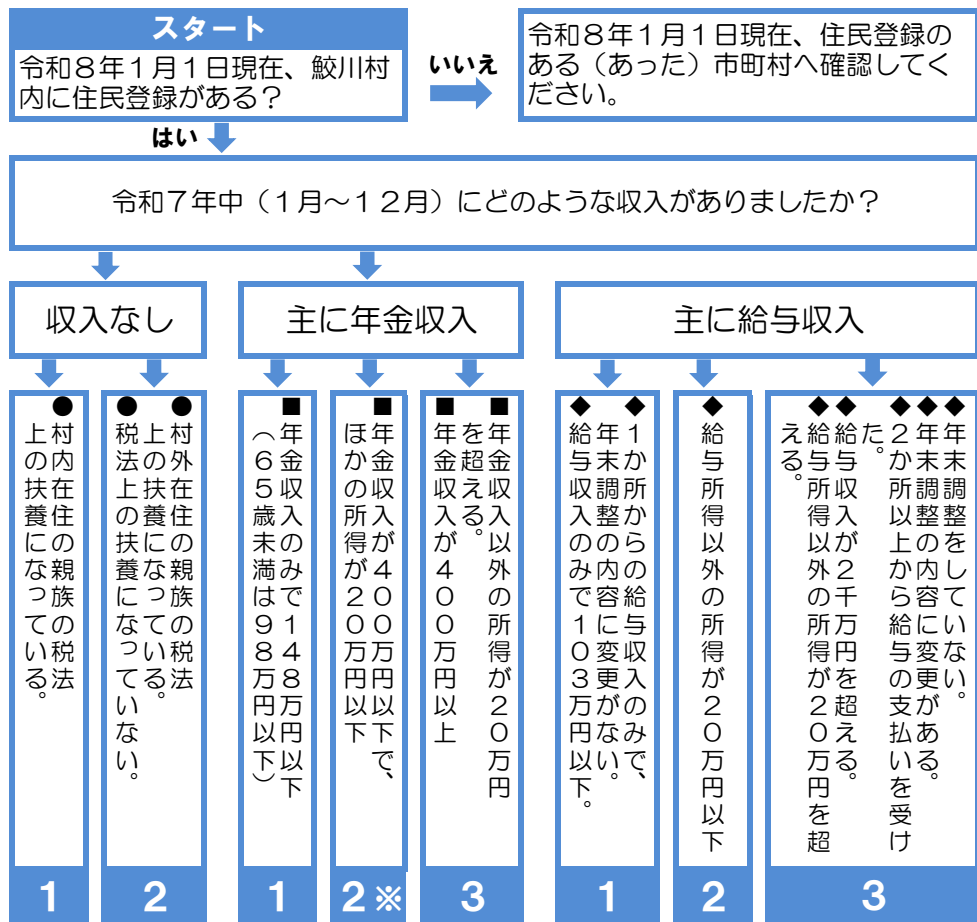 スタート
令和８年１月１日現在、鮫川村
内に住民登録がある？
いいえ
令和８年１月１日現在、住民登録の
ある（あった）市町村へ確認してく
ださい。
はい
令和７年中（１月～１２月）にどのような収入がありましたか？
収入なし
主に年金収入
主に給与収入
●村内在住の親族の税法
上の扶養になっている。
●村外在住の親族の税法
上の扶養になっている。
●税法上の扶養になっていない。
■年金収入のみで１４８万円以下
（６５歳未満は９８万円以下）
■年金収入が４００万円以下で、
ほかの所得が２０万円以下
■年金収入以外の所得が２０万円
を超える。
■年金収入が４００万円以上
◆１か所からの給与収入のみで、
年末調整の内容に変更がない。
◆給与収入のみで１０３万円以下。
◆給与所得以外の所得が２０万円以下
◆年末調整をしていない。
◆年末調整の内容に変更がある。
◆２か所以上から給与の支払いを受け
た。
◆給与収入が２千万円を超える。
◆給与所得以外の所得が２０万円を超
える。
1
2
1
2※
3
1
2
3